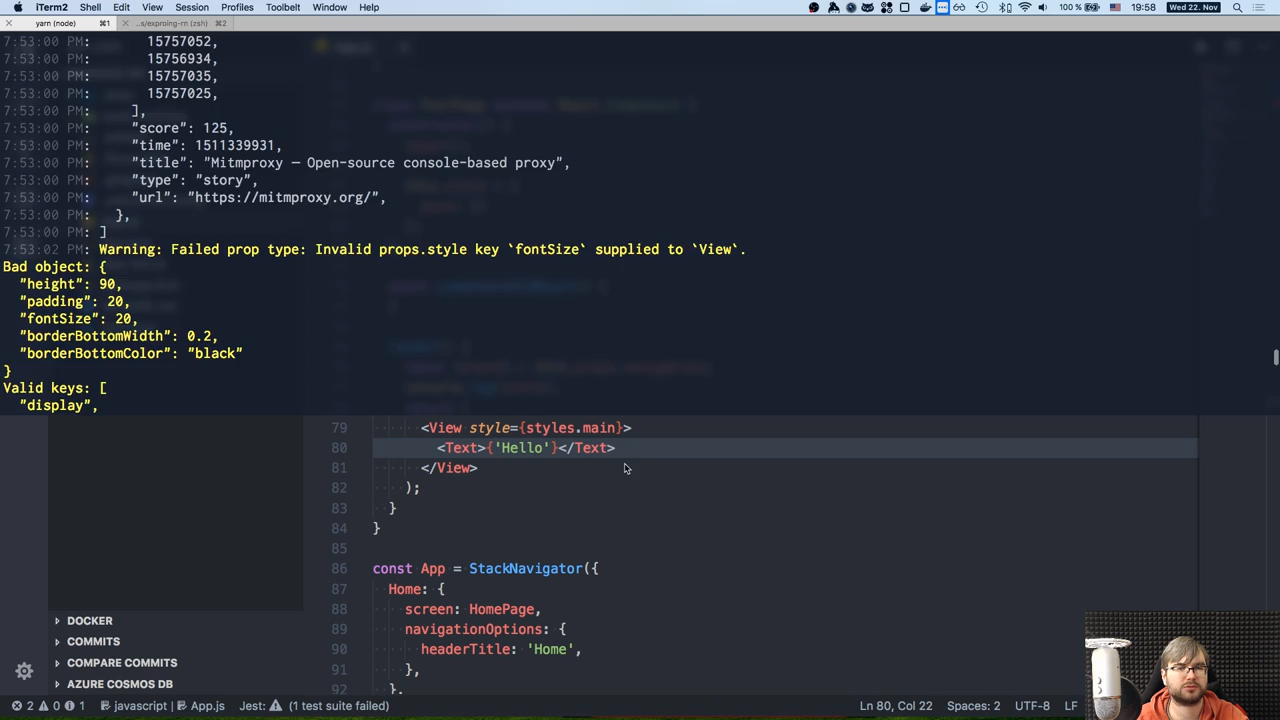 iTerm2 Shell Edit View Session Profiles Toolbelt Window Help 100 % 19:58 Wed 22. Nov
yarn (node) ⌘1 ..s/exproing-rn (zsh) ⌘2
7:53:00 PM: 15757052,
7:53:00 PM: 15756934,
7:53:00 PM: 15757035,
7:53:00 PM: 15757025,
7:53:00 PM: ],
7:53:00 PM: "score": 125,
7:53:00 PM: "time": 1511339931,
7:53:00 PM: "title": "Mitmproxy – Open-source console-based proxy",
7:53:00 PM: "type": "story",
7:53:00 PM: "url": "https://mitmproxy.org/",
7:53:00 PM: },
7:53:00 PM: ]
7:53:02 PM: Warning: Failed prop type: Invalid props.style key `fontSize` supplied to `View`.
Bad object: {
"height": 90,
"padding": 20,
"fontSize": 20,
"borderBottomWidth": 0.2,
"borderBottomColor": "black"
}
Valid keys: [
"display",
79 <View style={styles.main}>
80 <Text>{'Hello'}</Text>
81 </View>
82 );
83 }
84 }
85
86 const App = StackNavigator({
87 Home: {
88 screen: HomePage,
89 navigationOptions: {
90 headerTitle: 'Home',
91 },
92 },
DOCKER
COMMITS
COMPARE COMMITS
AZURE COSMOS DB
2 0 1 javascript | App.js Jest: (1 test suite failed) Ln 80, Col 22 Spaces: 2 UTF-8 LF